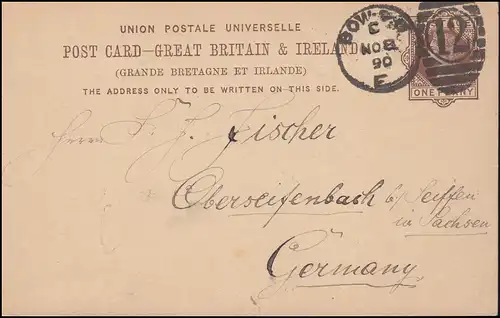 UNION POSTALE UNIVERSELLE
POST CARD—GREAT BRITAIN & IRELAND
(GRANDE BRETAGNE ET IRLANDE)
THE ADDRESS ONLY TO BE WRITTEN ON THIS SIDE.
C
NO 8
90
E
12
ONE PENNY
Herrn Fischer
Oberseifenbach b/ Seiffen
in Sachsen
Germany